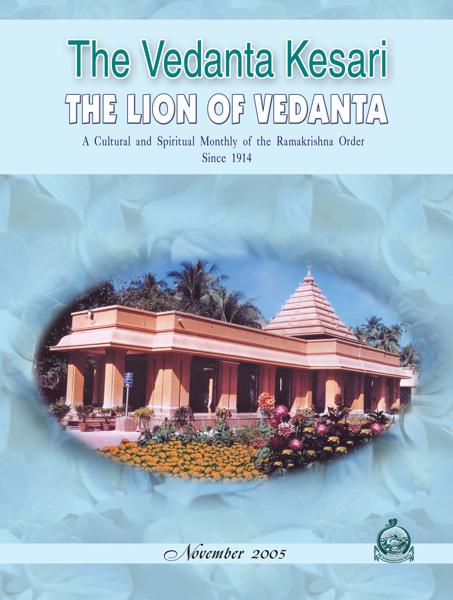 The Vedanta Kesari
THE LION OF VEDANTA
A Cultural and Spiritual Monthly of the Ramakrishna Order
Since 1914
November 2005